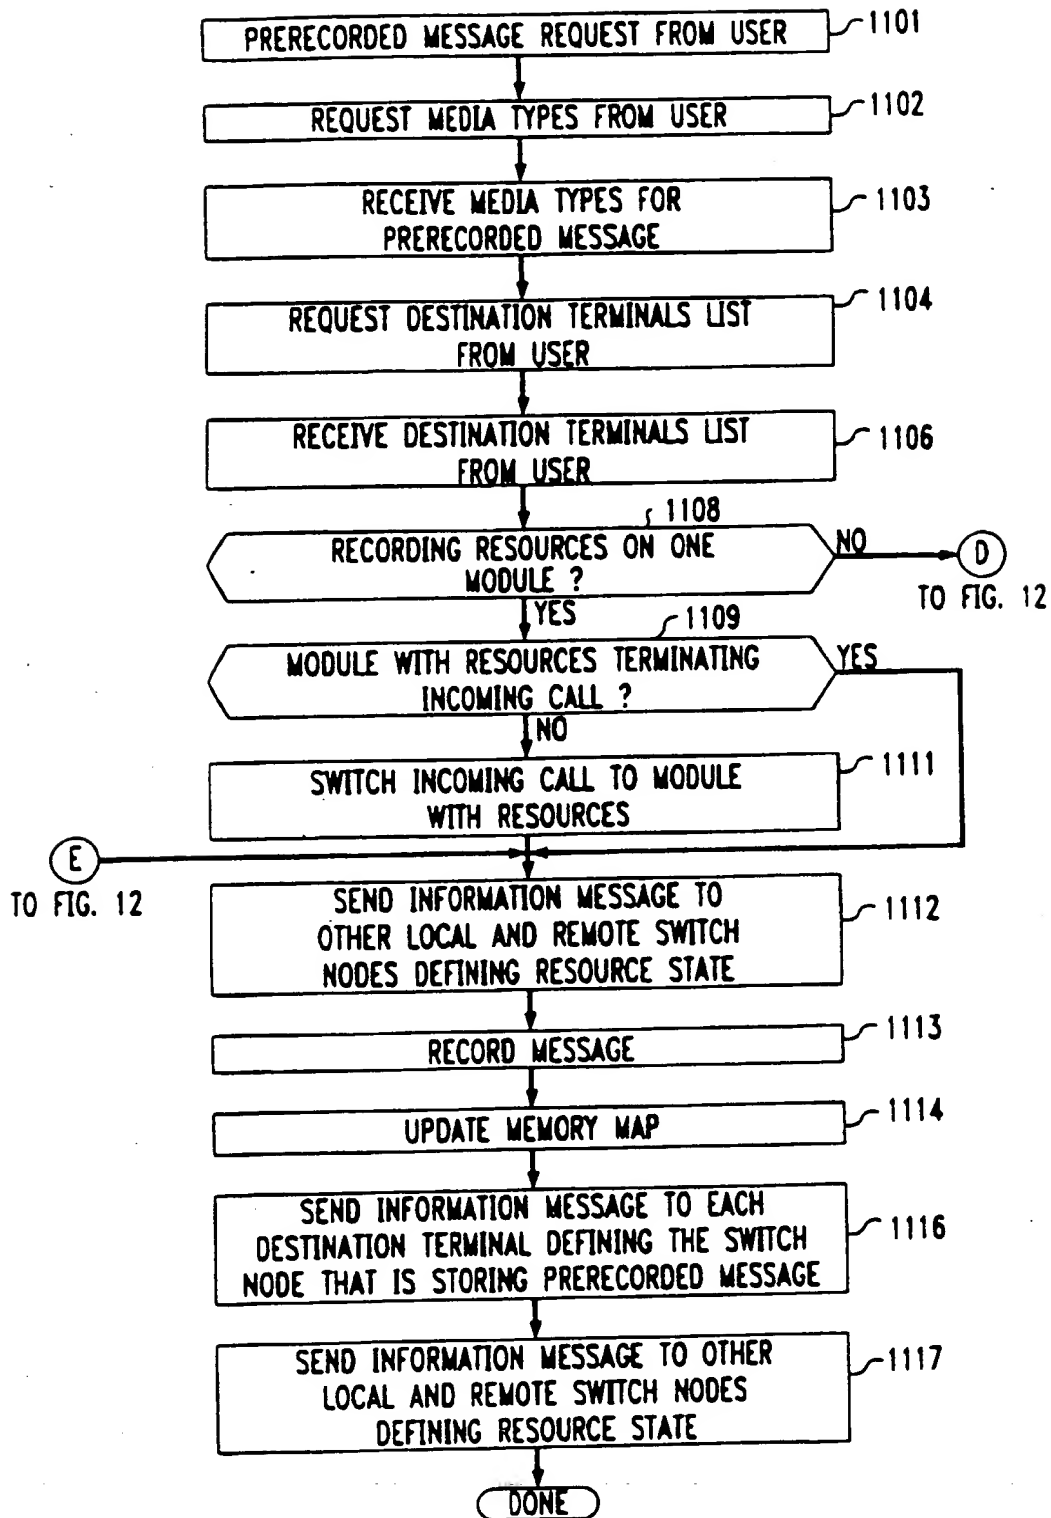 PRERECORDED MESSAGE REQUEST FROM USER
1101
REQUEST MEDIA TYPES FROM USER
1102
RECEIVE MEDIA TYPES FOR
PRERECORDED MESSAGE
1103
REQUEST DESTINATION TERMINALS LIST
FROM USER
1104
RECEIVE DESTINATION TERMINALS LIST
FROM USER
1106
1108
RECORDING RESOURCES ON ONE
MODULE ?
NO
D
TO FIG. 12
YES
1109
MODULE WITH RESOURCES TERMINATING
INCOMING CALL ?
YES
NO
SWITCH INCOMING CALL TO MODULE
WITH RESOURCES
1111
E
TO FIG. 12
SEND INFORMATION MESSAGE TO
OTHER LOCAL AND REMOTE SWITCH
NODES DEFINING RESOURCE STATE
1112
RECORD MESSAGE
1113
UPDATE MEMORY MAP
1114
SEND INFORMATION MESSAGE TO EACH
DESTINATION TERMINAL DEFINING THE SWITCH
NODE THAT IS STORING PRERECORDED MESSAGE
1116
SEND INFORMATION MESSAGE TO OTHER
LOCAL AND REMOTE SWITCH NODES
DEFINING RESOURCE STATE
1117
DONE